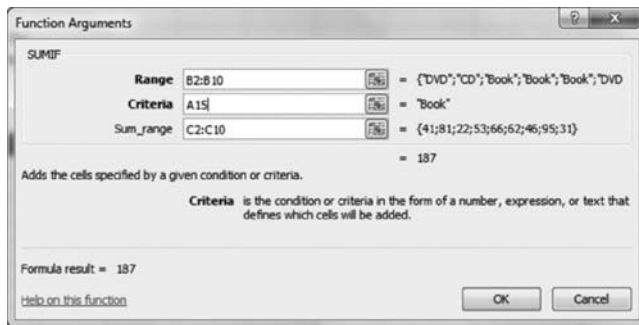 Function Arguments
SUMIF
Range B2:B10 = {"DVD";"CD";"Book";"Book";"Book";"DVD
Criteria A15 = "Book"
Sum_range C2:C10 = {41;81;22;53;66;62;46;95;31}
= 187
Adds the cells specified by a given condition or criteria.
Criteria is the condition or criteria in the form of a number, expression, or text that
defines which cells will be added.
Formula result = 187
Help on this function OK Cancel